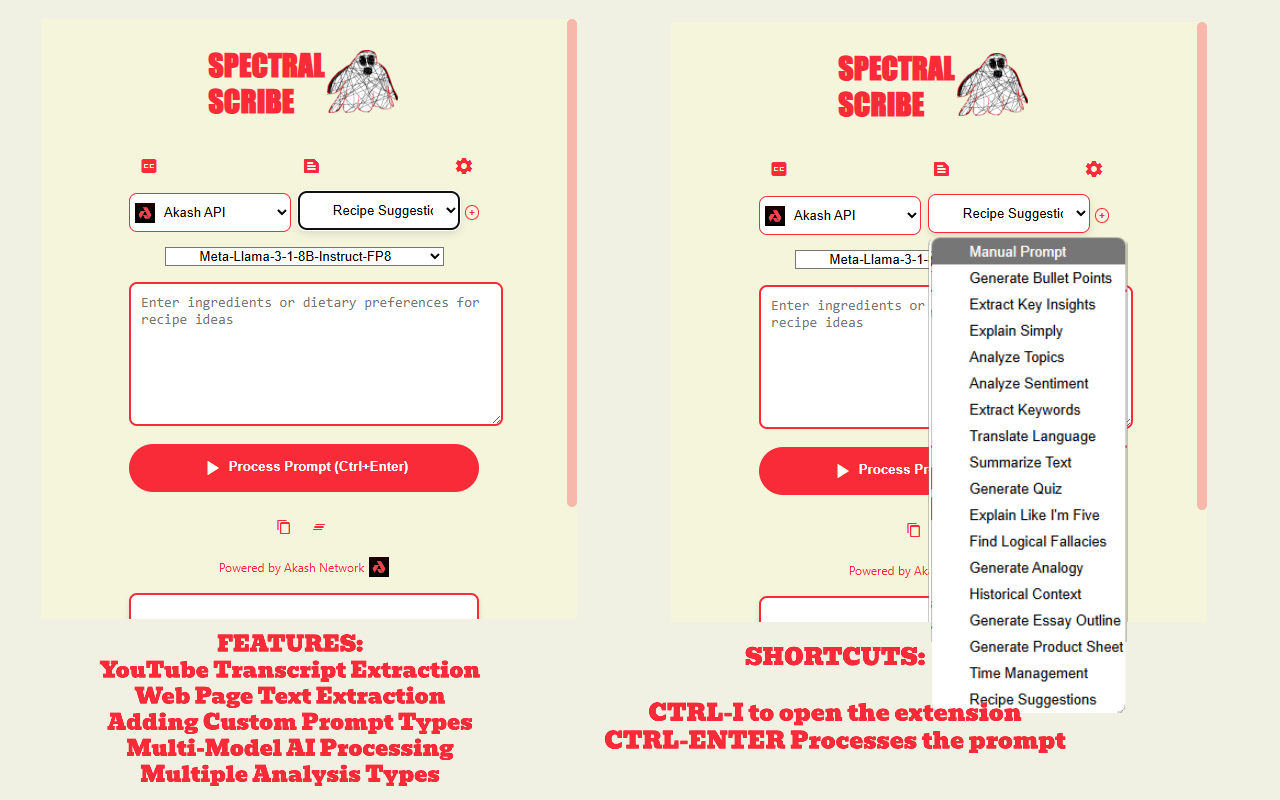 SPECTRAL
SCRIBE
CC
Akash API
Recipe Suggestic
Meta-Llama-3-1-8B-Instruct-FP8
Enter ingredients or dietary preferences for
recipe ideas
Process Prompt (Ctrl+Enter)
Powered by Akash Network
FEATURES:
YouTube Transcript Extraction
Web Page Text Extraction
Adding Custom Prompt Types
Multi-Model AI Processing
Multiple Analysis Types
SPECTRAL
SCRIBE
CC
Akash API
Recipe Suggestic
Meta-Llama-3-1-
Enter ingredients or
recipe ideas
Process Pr
Powered by Ak
Manual Prompt
Generate Bullet Points
Extract Key Insights
Explain Simply
Analyze Topics
Analyze Sentiment
Extract Keywords
Translate Language
Summarize Text
Generate Quiz
Explain Like I'm Five
Find Logical Fallacies
Generate Analogy
Historical Context
Generate Essay Outline
Generate Product Sheet
Time Management
Recipe Suggestions
SHORTCUTS:
CTRL-I to open the extension
CTRL-ENTER Processes the prompt